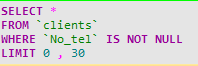 SELECT *
FROM `clients`
WHERE `No_tel` IS NOT NULL
LIMIT 0 , 30